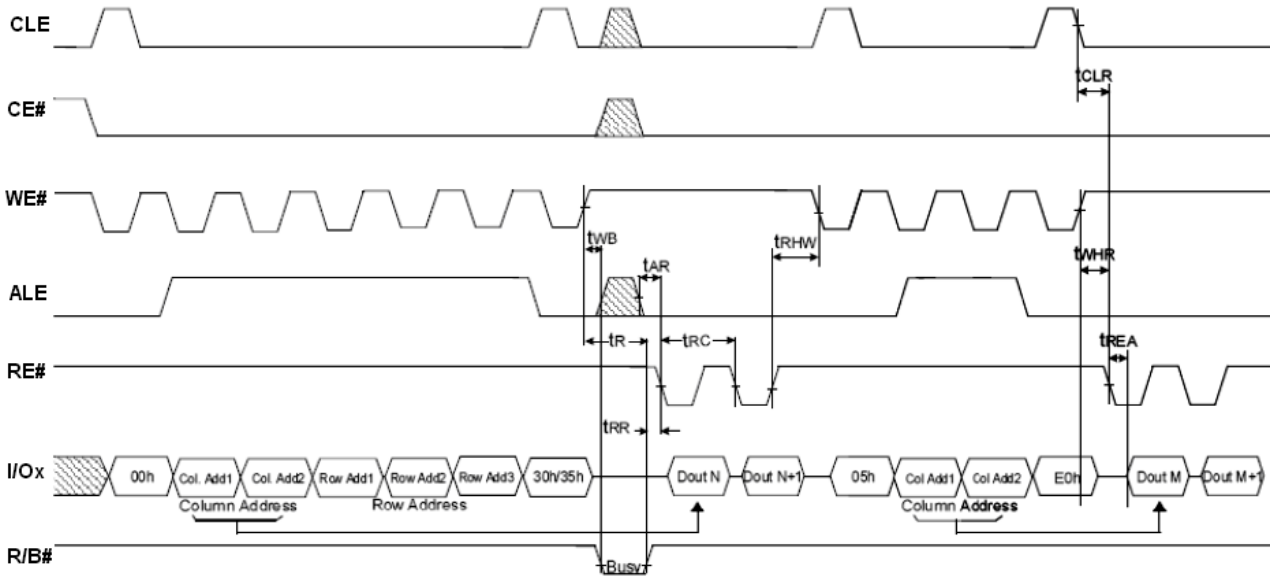 CLE
tCLR
CE#
WE#
tWB
tRHW
tAR
tWHR
ALE
tR
tRC
tREA
RE#
tRR
I/Ox
00h
Col. Add1
Col. Add2
Row Add1
Row Add2
Row Add3
30h/35h
Dout N
Dout N+1
05h
Col Add1
Col Add2
E0h
Dout M
Dout M+1
Column Address
Row Address
Column Address
R/B#
Busy